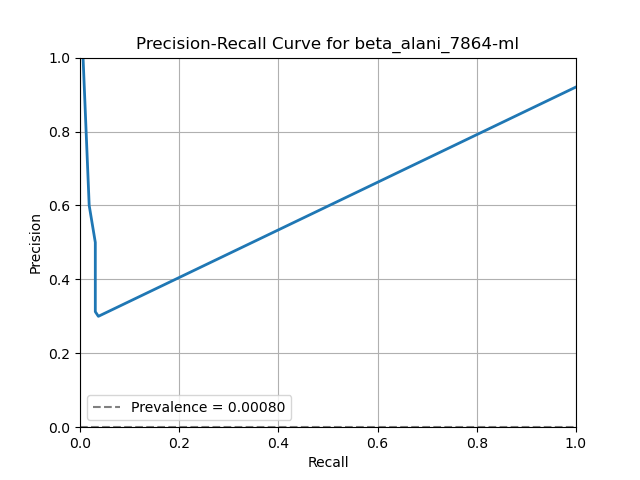 Precision-Recall Curve for beta_alani_7864-ml
1.0
0.8
0.6
0.4
0.2
0.0
Precision
Prevalence = 0.00080
0.0 0.2 0.4 0.6 0.8 1.0
Recall